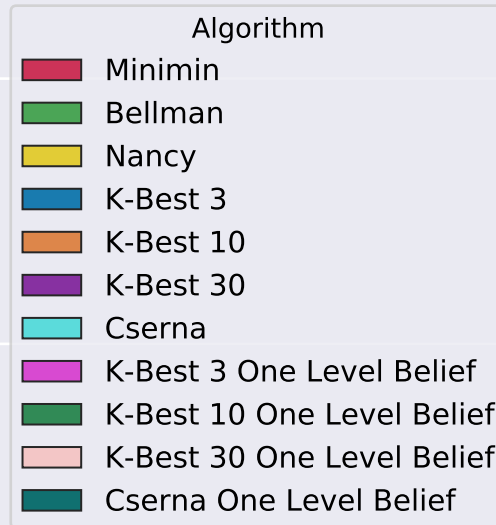 Algorithm
Minimin
Bellman
Nancy
K-Best 3
K-Best 10
K-Best 30
Cserna
K-Best 3 One Level Belief
K-Best 10 One Level Belief
K-Best 30 One Level Belief
Cserna One Level Belief